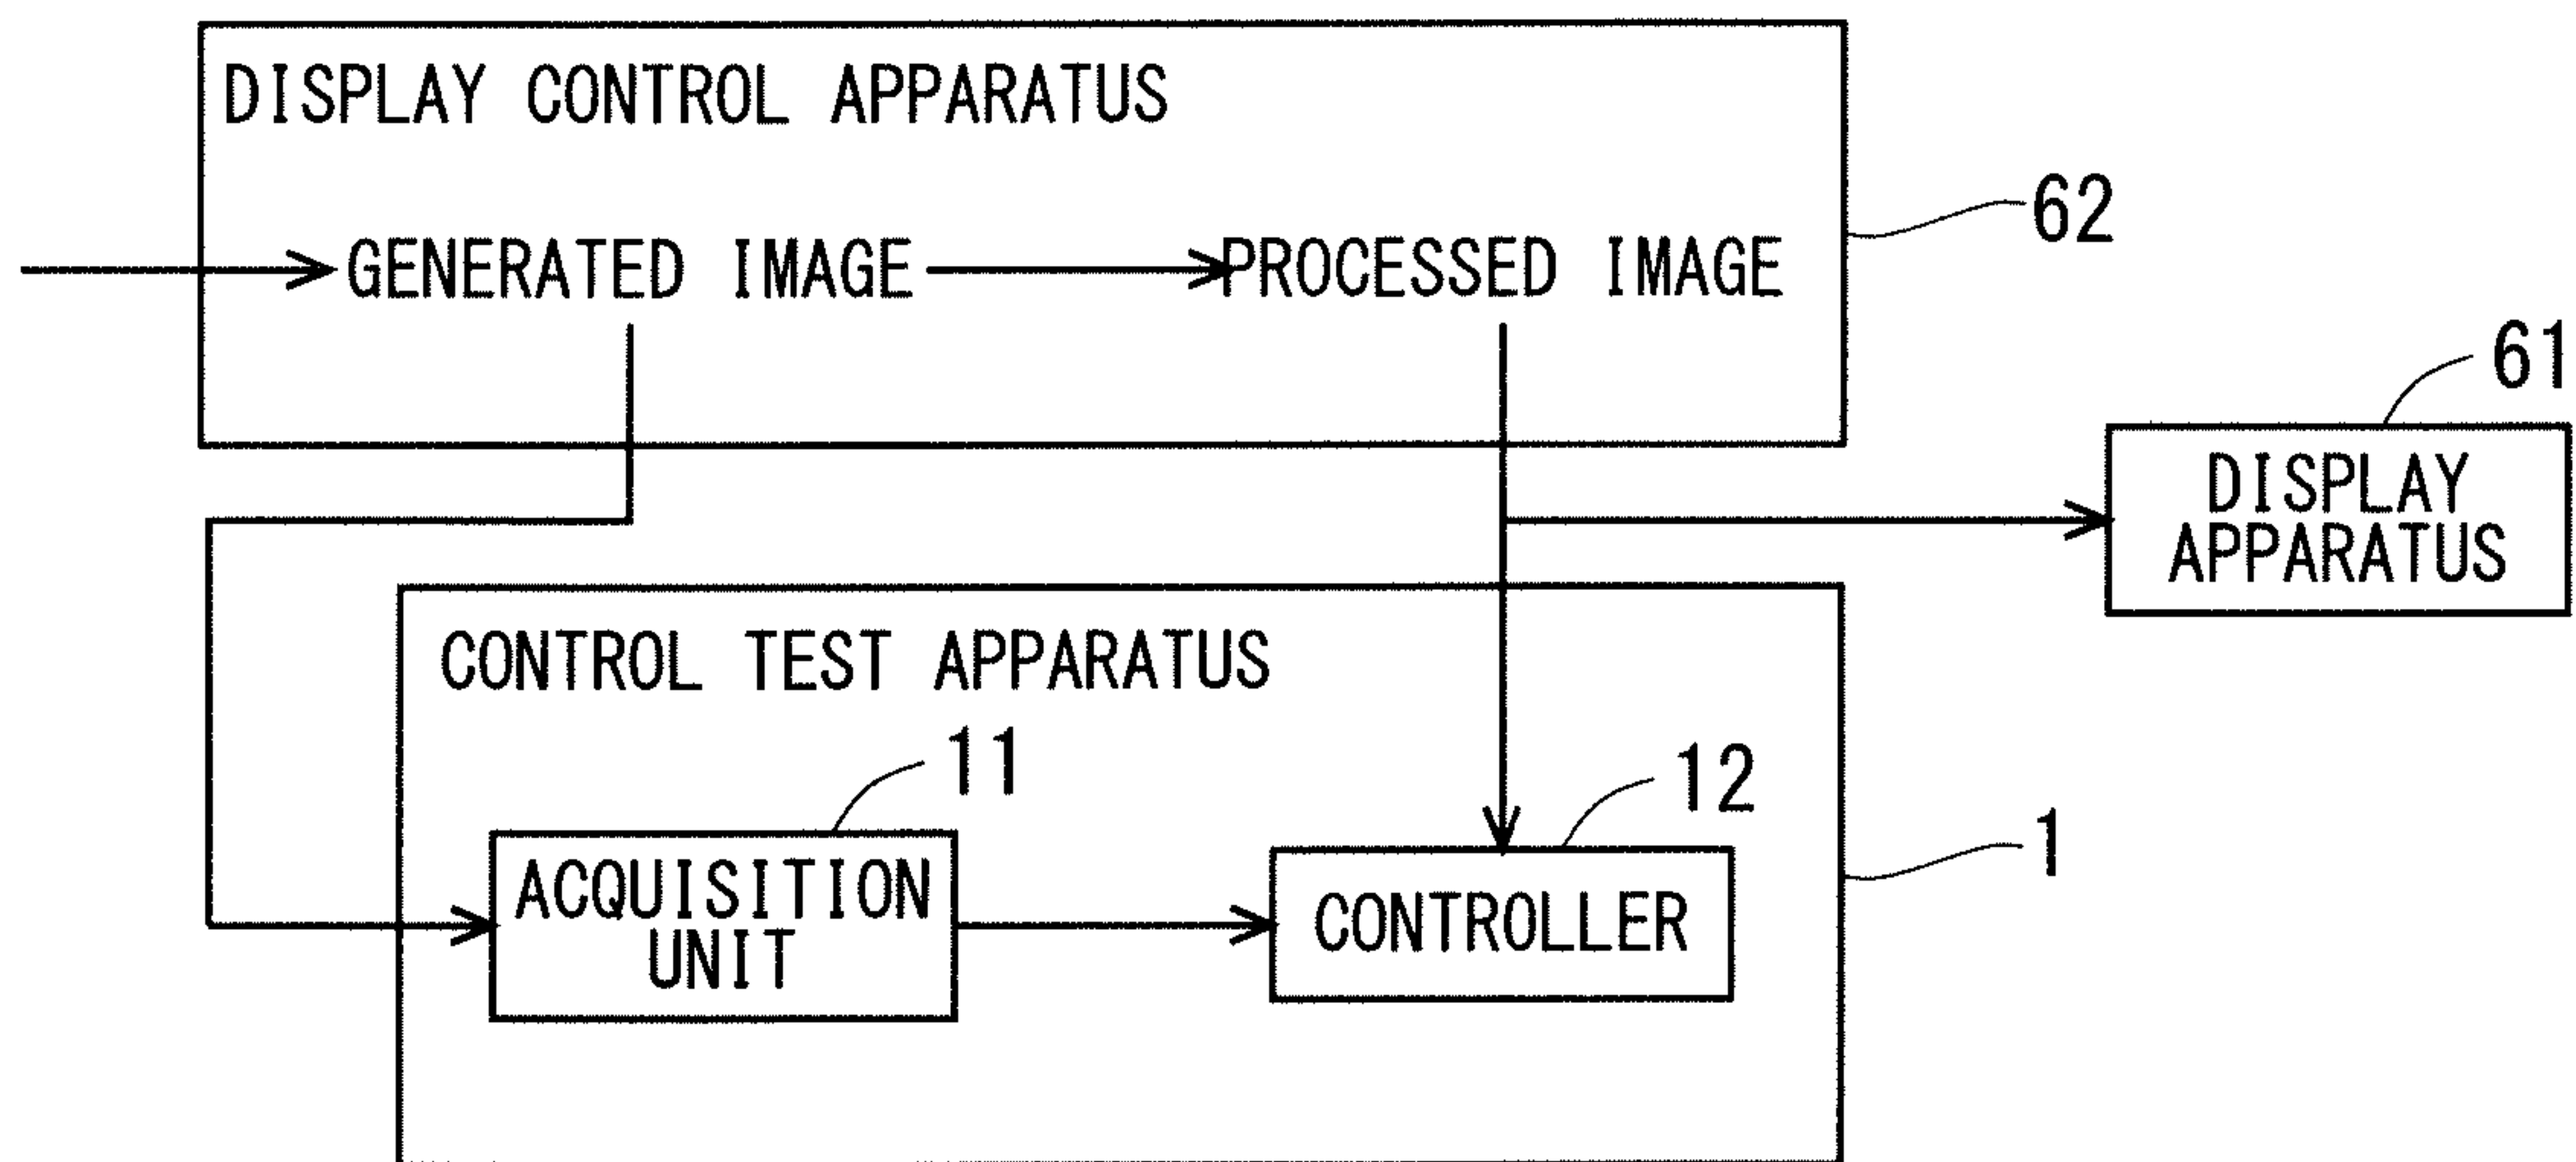 DISPLAY CONTROL APPARATUS
62
GENERATED IMAGE
PROCESSED IMAGE
61
DISPLAY
APPARATUS
CONTROL TEST APPARATUS
11
12
1
ACQUISITION
UNIT
CONTROLLER